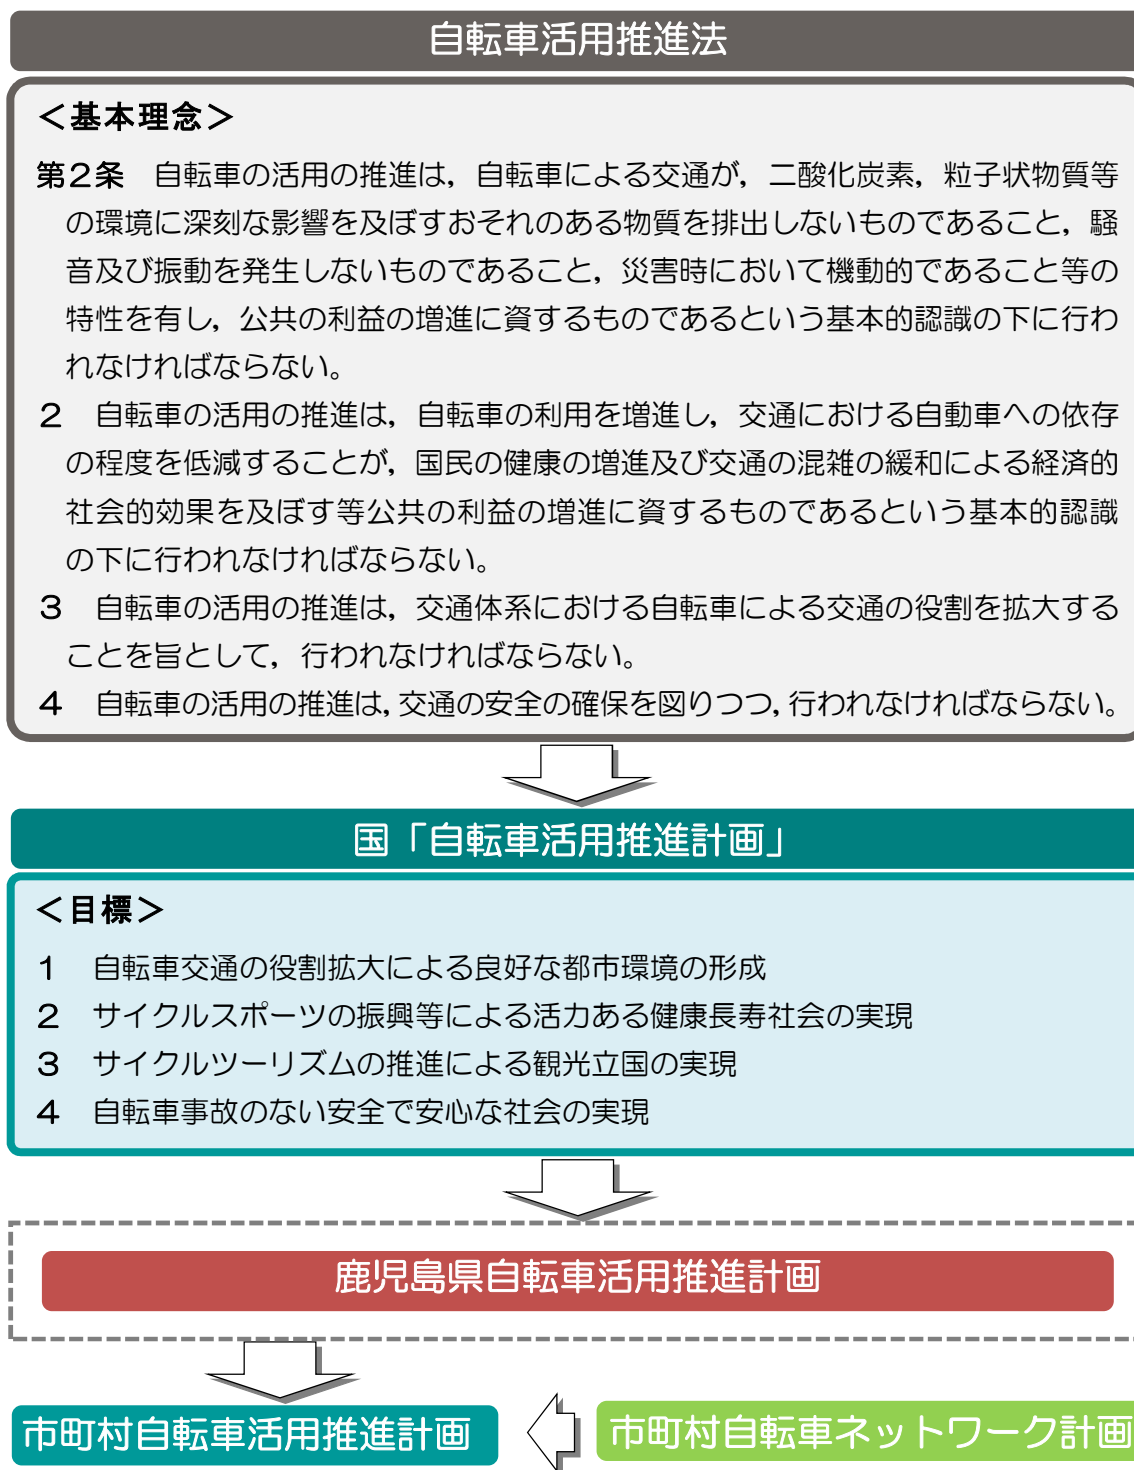 自転車活用推進法
＜基本理念＞
第２条　自転車の活用の推進は，自転車による交通が，二酸化炭素，粒子状物質等
の環境に深刻な影響を及ぼすおそれのある物質を排出しないものであること，騒
音及び振動を発生しないものであること，災害時において機動的であること等の
特性を有し，公共の利益の増進に資するものであるという基本的認識の下に行わ
れなければならない。
２　自転車の活用の推進は，自転車の利用を増進し，交通における自動車への依存
の程度を低減することが，国民の健康の増進及び交通の混雑の緩和による経済的
社会的効果を及ぼす等公共の利益の増進に資するものであるという基本的認識
の下に行われなければならない。
３　自転車の活用の推進は，交通体系における自転車による交通の役割を拡大する
ことを旨として，行われなければならない。
４　自転車の活用の推進は，交通の安全の確保を図りつつ，行われなければならない。
国「自転車活用推進計画」
＜目標＞
１　自転車交通の役割拡大による良好な都市環境の形成
２　サイクルスポーツの振興等による活力ある健康長寿社会の実現
３　サイクルツーリズムの推進による観光立国の実現
４　自転車事故のない安全で安心な社会の実現
鹿児島県自転車活用推進計画
市町村自転車活用推進計画
市町村自転車ネットワーク計画